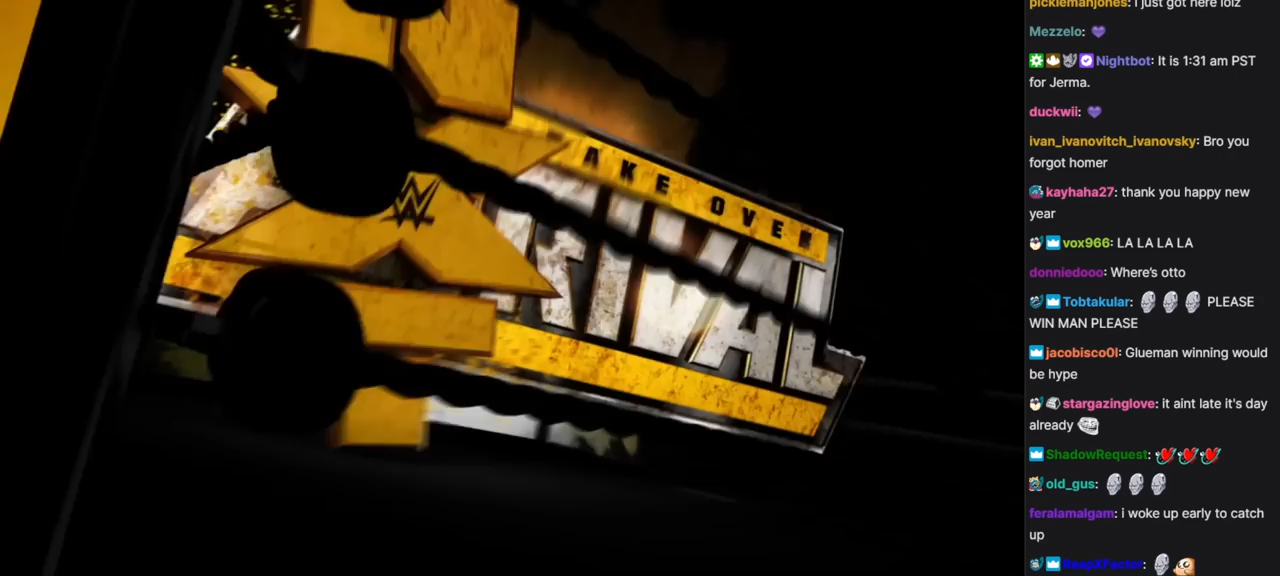 AKE OVER
RIVAL
W
picklemanjones: i just got here lolz
Mezzelo:
Nightbot: It is 1:31 am PST
for Jerma.
duckwii:
ivan_ivanovitch_ivanovsky: Bro you
forgot homer
kayhaha27: thank you happy new
year
vox966: LA LA LA LA
donniedooo: Where's otto
Tobtakular: PLEASE
WIN MAN PLEASE
jacobisco0l: Glueman winning would
be hype
stargazinglove: it aint late it's day
already
ShadowRequest:
old_gus:
feralamalgam: i woke up early to catch
up
ReapXFactor: